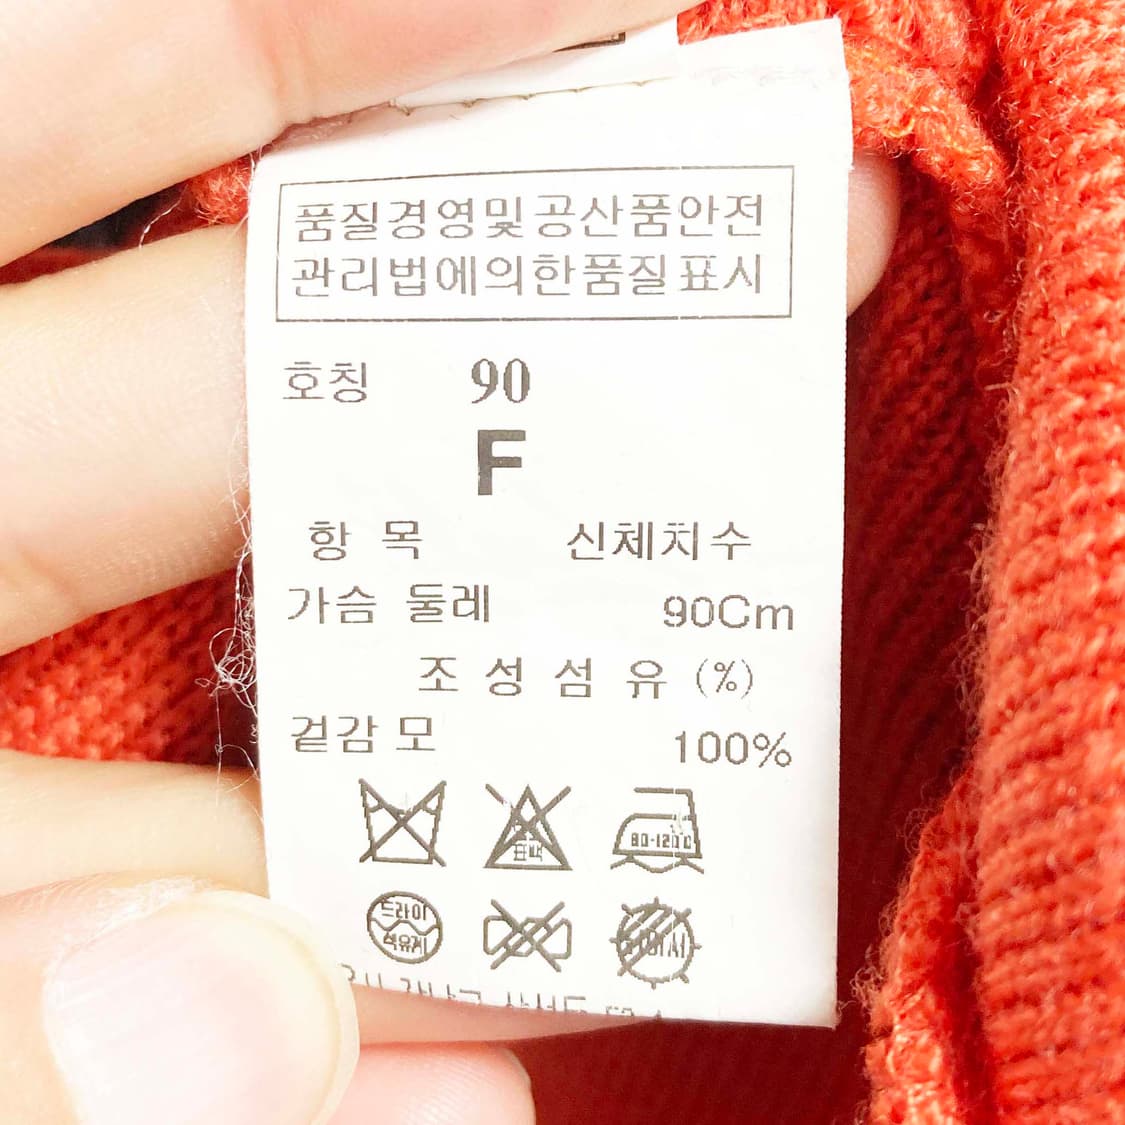 품질경영및공산품안전
관리법에의한품질표시
호칭 90
F
항 목 신체치수
가슴 둘레 90Cm
조 성 섬 유 (%)
겉감 모 100%
표백
80-120℃
드라이
석유계